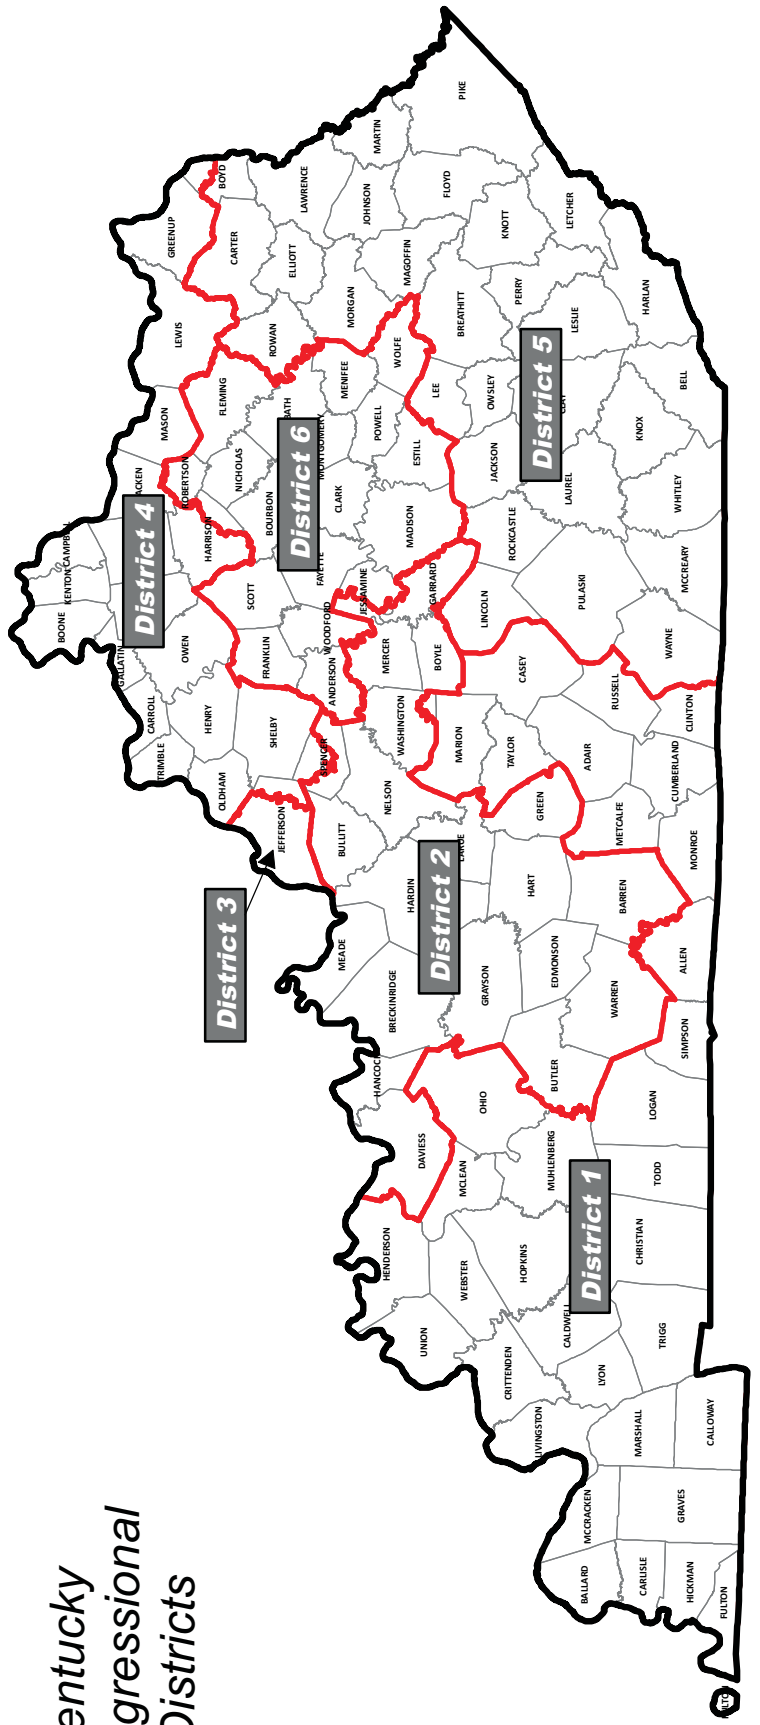 entucky
gressional
Districts
BOONE
KENTON
CAMPBELL
GALLATIN
ACKEN
District 4
CARROLL
TRIMBLE
OWEN
MASON
LEWIS
GREENUP
ROBERTSON
HENRY
OLDHAM
HARRISON
FLEMING
BOYD
District 3
CARTER
NICHOLAS
SCOTT
SHELBY
FRANKLIN
JEFFERSON
BOURBON
ROWAN
BATH
ELLIOTT
District 6
LAWRENCE
MONTGOMERY
FAYETTE
WOODFORD
ANDERSON
SPENCER
BULLITT
MEADE
CLARK
MENIFEE
MORGAN
JESSAMINE
JOHNSON
MARTIN
POWELL
WOLFE
MERCER
NELSON
WASHINGTON
HANCOCK
BRECKINRIDGE
HARDIN
MADISON
ESTILL
MAGOFFIN
HENDERSON
DAVIESS
GARRARD
LEE
BOYLE
FLOYD
PIKE
District 2
LARUE
MARION
BREATHITT
UNION
MCLEAN
WEBSTER
OHIO
GRAYSON
LINCOLN
JACKSON
OWSLEY
KNOTT
TAYLOR
ROCKCASTLE
PERRY
CASEY
District 5
CRITTENDEN
HOPKINS
MUHLENBERG
BUTLER
EDMONSON
HART
GREEN
CLAY
LETCHER
LESLIE
LAUREL
PULASKI
ADAIR
LIVINGSTON
CALDWELL
District 1
LYON
WARREN
BARREN
METCALFE
RUSSELL
KNOX
HARLAN
BALLARD
MCCRACKEN
MARSHALL
TRIGG
CHRISTIAN
TODD
LOGAN
SIMPSON
ALLEN
MONROE
CUMBERLAND
CLINTON
WAYNE
MCCREARY
WHITLEY
BELL
CARLISLE
HICKMAN
GRAVES
CALLOWAY
FULTON
FULTON